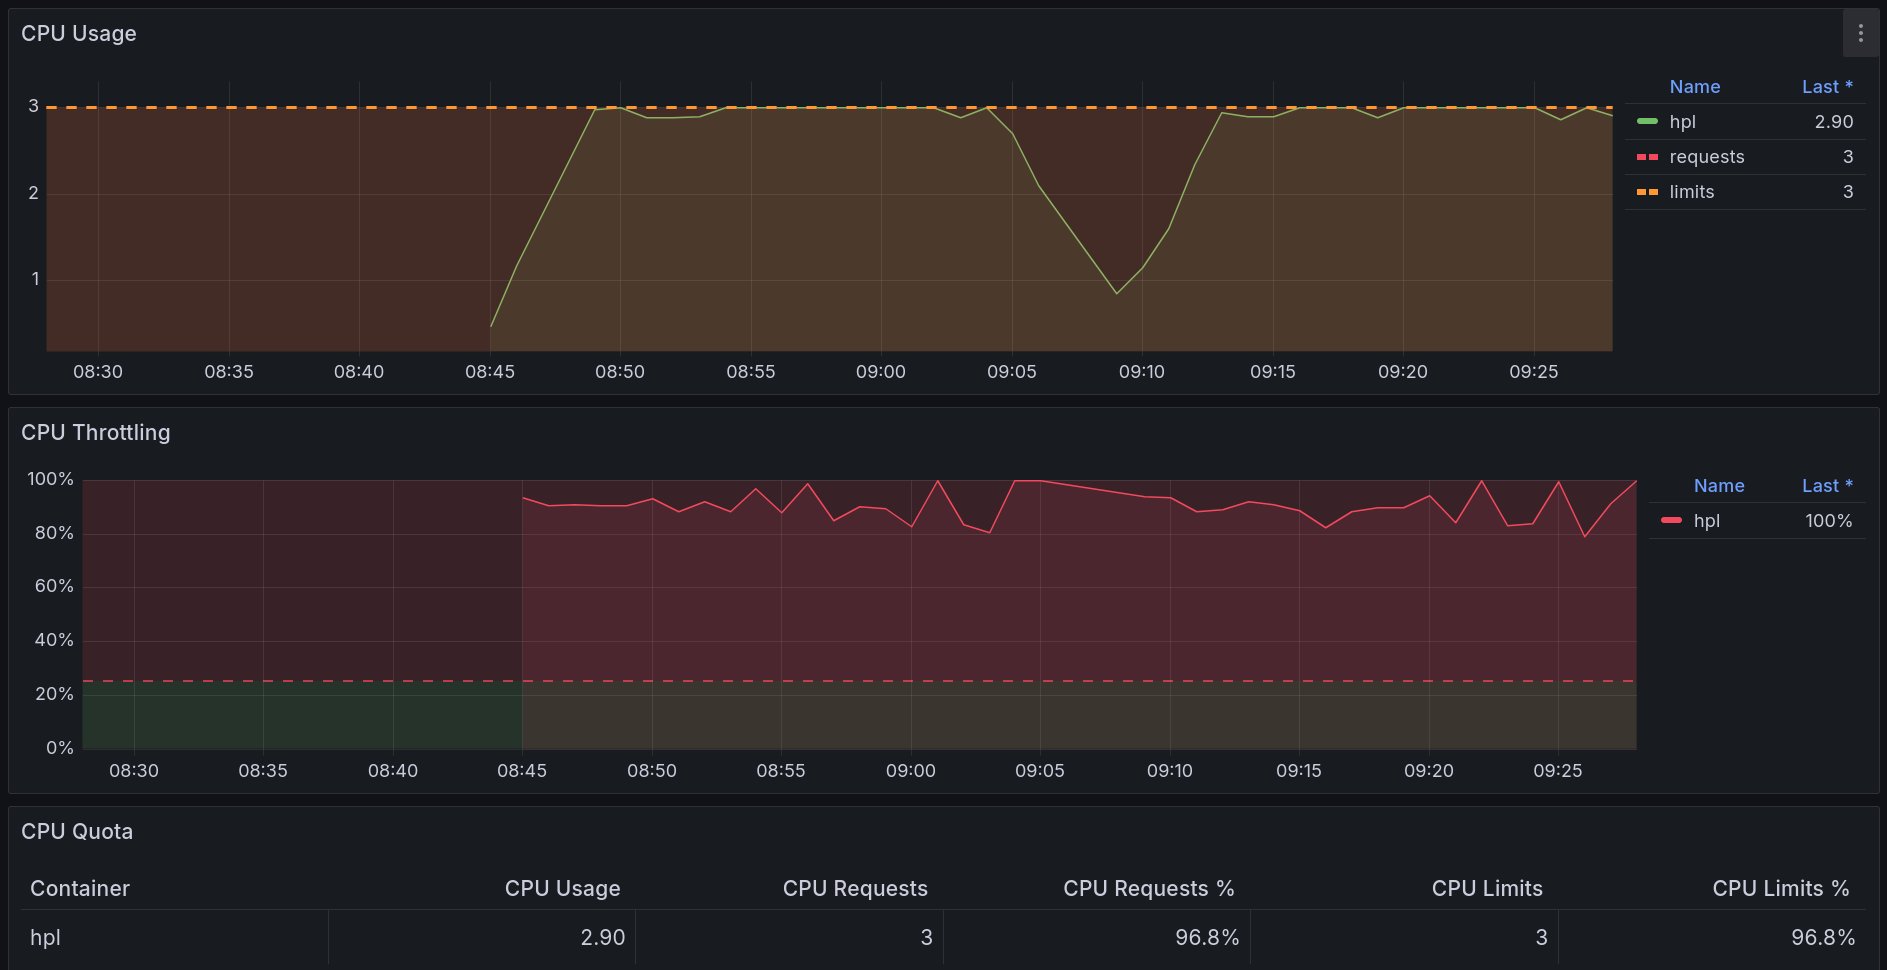 CPU Usage
Name Last *
3
hpl 2.90
requests 3
2
limits 3
1
08:30 08:35 08:40 08:45 08:50 08:55 09:00 09:05 09:10 09:15 09:20 09:25
CPU Throttling
100%
Name Last *
hpl 100%
80%
60%
40%
20%
0%
08:30 08:35 08:40 08:45 08:50 08:55 09:00 09:05 09:10 09:15 09:20 09:25
CPU Quota
Container CPU Usage CPU Requests CPU Requests % CPU Limits CPU Limits %
hpl 2.90 3 96.8% 3 96.8%